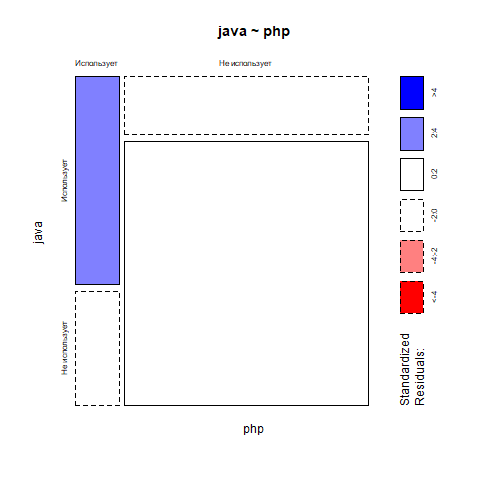 java ~ php
Использует
Не использует
Использует
Не использует
java
php
>4
2:4
0:2
-2:0
-4:-2
<-4
Standardized
Residuals: